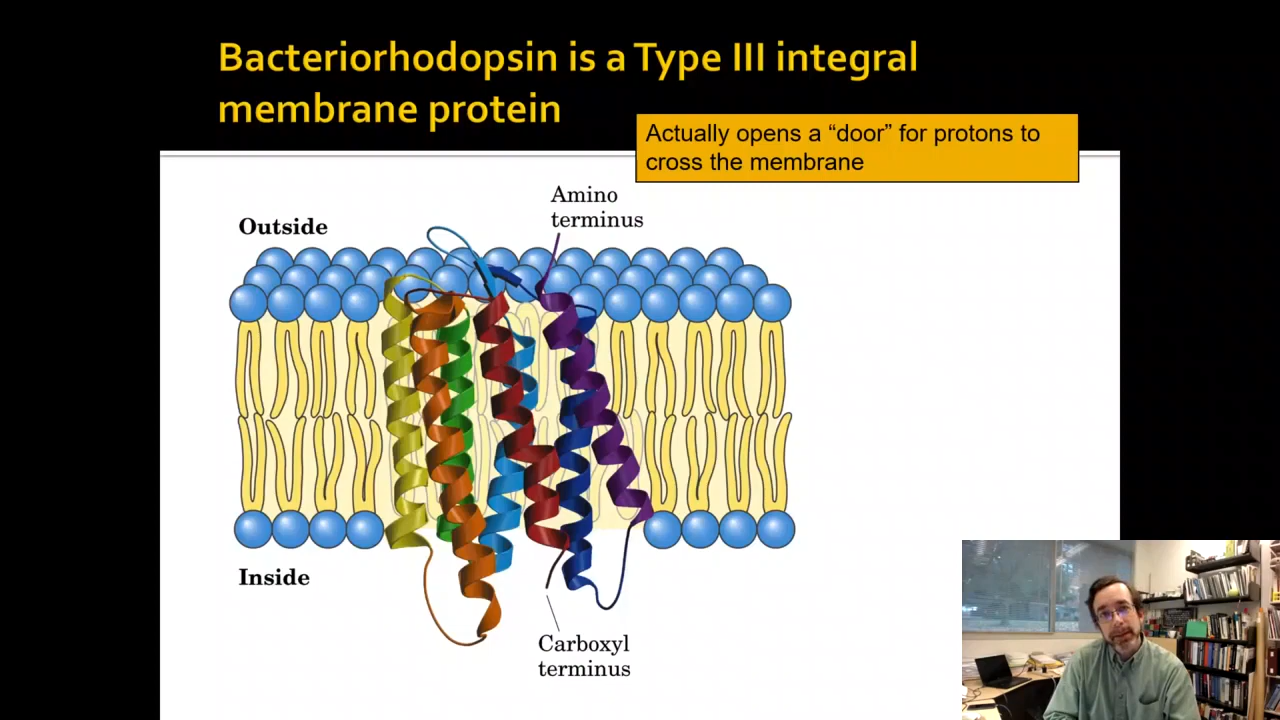 Bacteriorhodopsin is a Type III integral
membrane protein
Actually opens a “door” for protons to
cross the membrane
Amino
terminus
Outside
Inside
Carboxyl
terminus